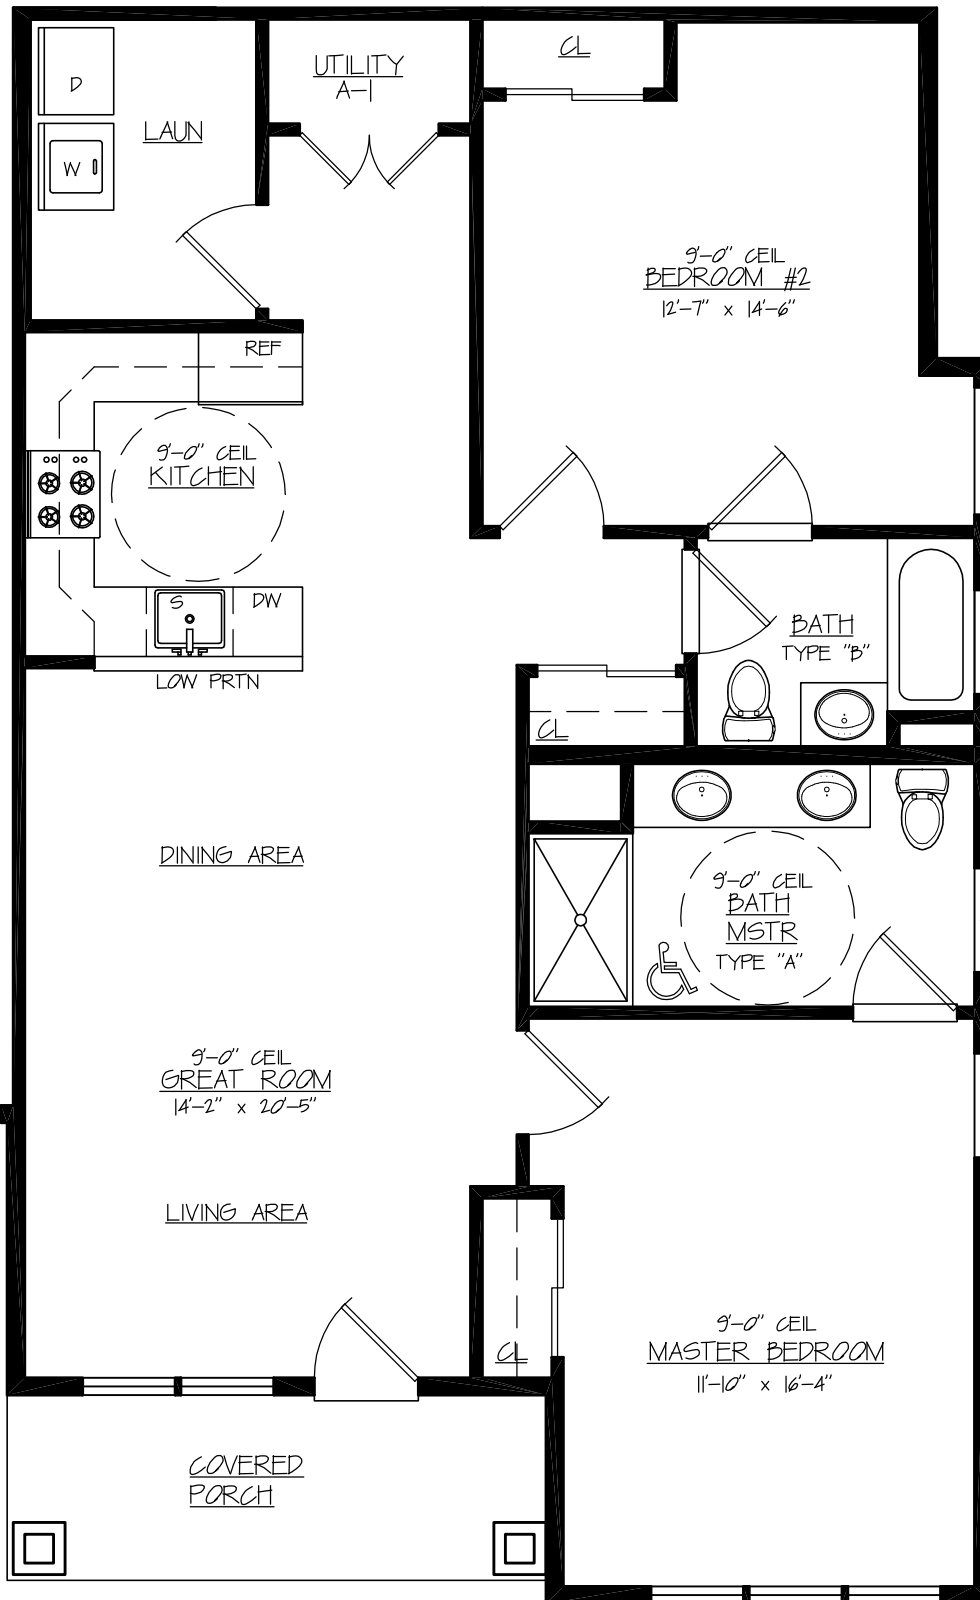 CL
UTILITY
A-1
D
LAUN
W
9'-0" CEIL
BEDROOM #2
12'-7" x 14'-6"
REF
9'-0" CEIL
KITCHEN
S
DW
BATH
TYPE "B"
LOW PRTN
CL
DINING AREA
9'-0" CEIL
BATH
MSTR
TYPE "A"
9'-0" CEIL
GREAT ROOM
14'-2" x 20'-5"
LIVING AREA
9'-0" CEIL
CL
MASTER BEDROOM
11'-10" x 16'-4"
COVERED
PORCH